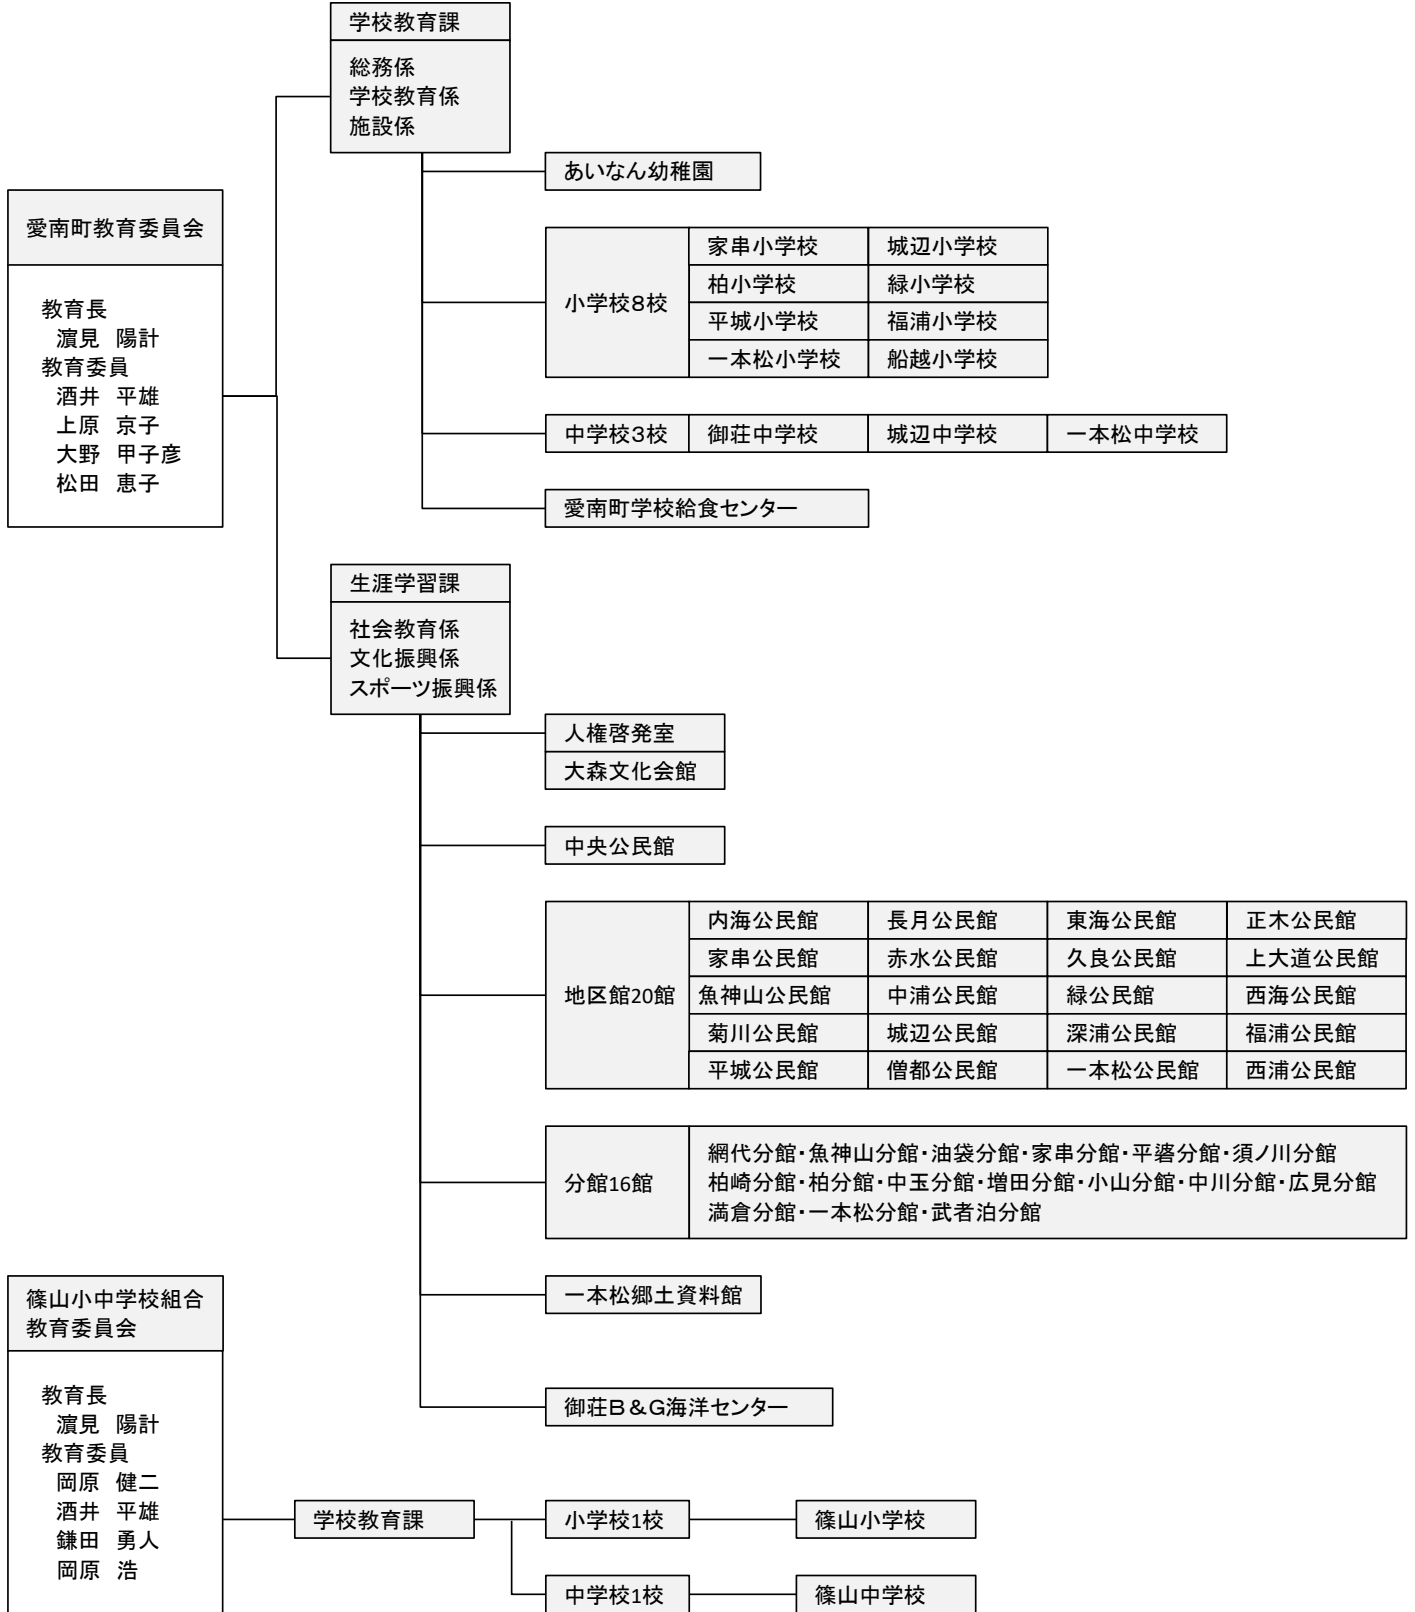 学校教育課
総務係
学校教育係
施設係
あいなん幼稚園
愛南町教育委員会
教育長
濵見 陽計
教育委員
酒井 平雄
上原 京子
大野 甲子彦
松田 恵子
小学校8校
家串小学校 城辺小学校
柏小学校 緑小学校
平城小学校 福浦小学校
一本松小学校 船越小学校
中学校3校 御荘中学校 城辺中学校 一本松中学校
愛南町学校給食センター
生涯学習課
社会教育係
文化振興係
スポーツ振興係
人権啓発室
大森文化会館
中央公民館
地区館20館
内海公民館 長月公民館 東海公民館 正木公民館
家串公民館 赤水公民館 久良公民館 上大道公民館
魚神山公民館 中浦公民館 緑公民館 西海公民館
菊川公民館 城辺公民館 深浦公民館 福浦公民館
平城公民館 僧都公民館 一本松公民館 西浦公民館
分館16館
網代分館・魚神山分館・油袋分館・家串分館・平碆分館・須ノ川分館
柏崎分館・柏分館・中玉分館・増田分館・小山分館・中川分館・広見分館
満倉分館・一本松分館・武者泊分館
一本松郷土資料館
御荘B&G海洋センター
篠山小中学校組合
教育委員会
教育長
濵見 陽計
教育委員
岡原 健二
酒井 平雄
鎌田 勇人
岡原 浩
学校教育課
小学校1校 篠山小学校
中学校1校 篠山中学校